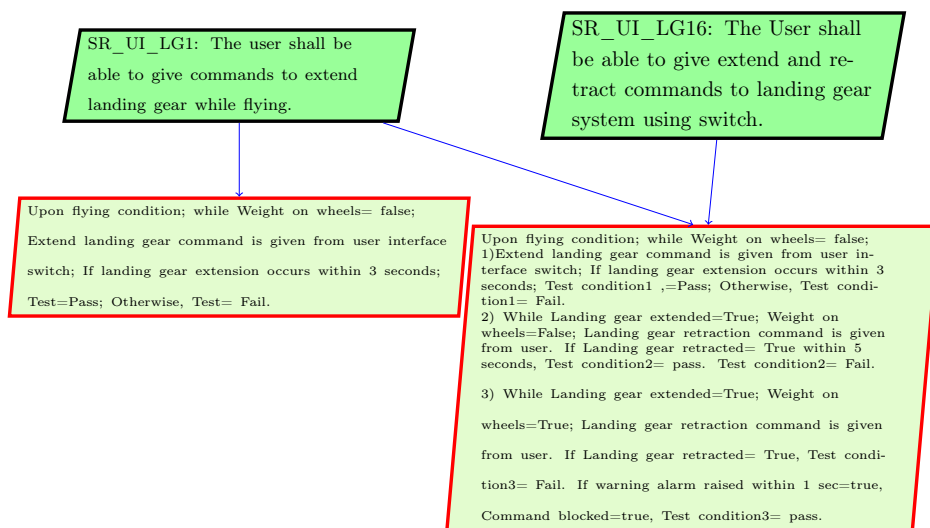 SR_UI_LG1: The user shall be
able to give commands to extend
landing gear while flying.
SR_UI_LG16: The User shall
be able to give extend and re-
tract commands to landing gear
system using switch.
Upon flying condition; while Weight on wheels= false;
Extend landing gear command is given from user interface
switch; If landing gear extension occurs within 3 seconds;
Test=Pass; Otherwise, Test= Fail.
Upon flying condition; while Weight on wheels= false;
1)Extend landing gear command is given from user in-
terface switch; If landing gear extension occurs within 3
seconds; Test condition1 ,=Pass; Otherwise, Test condi-
tion1= Fail.
2) While Landing gear extended=True; Weight on
wheels=False; Landing gear retraction command is given
from user. If Landing gear retracted= True within 5
seconds, Test condition2= pass. Test condition2= Fail.
3) While Landing gear extended=True; Weight on
wheels=True; Landing gear retraction command is given
from user. If Landing gear retracted= True, Test condi-
tion3= Fail. If warning alarm raised within 1 sec=true,
Command blocked=true, Test condition3= pass.